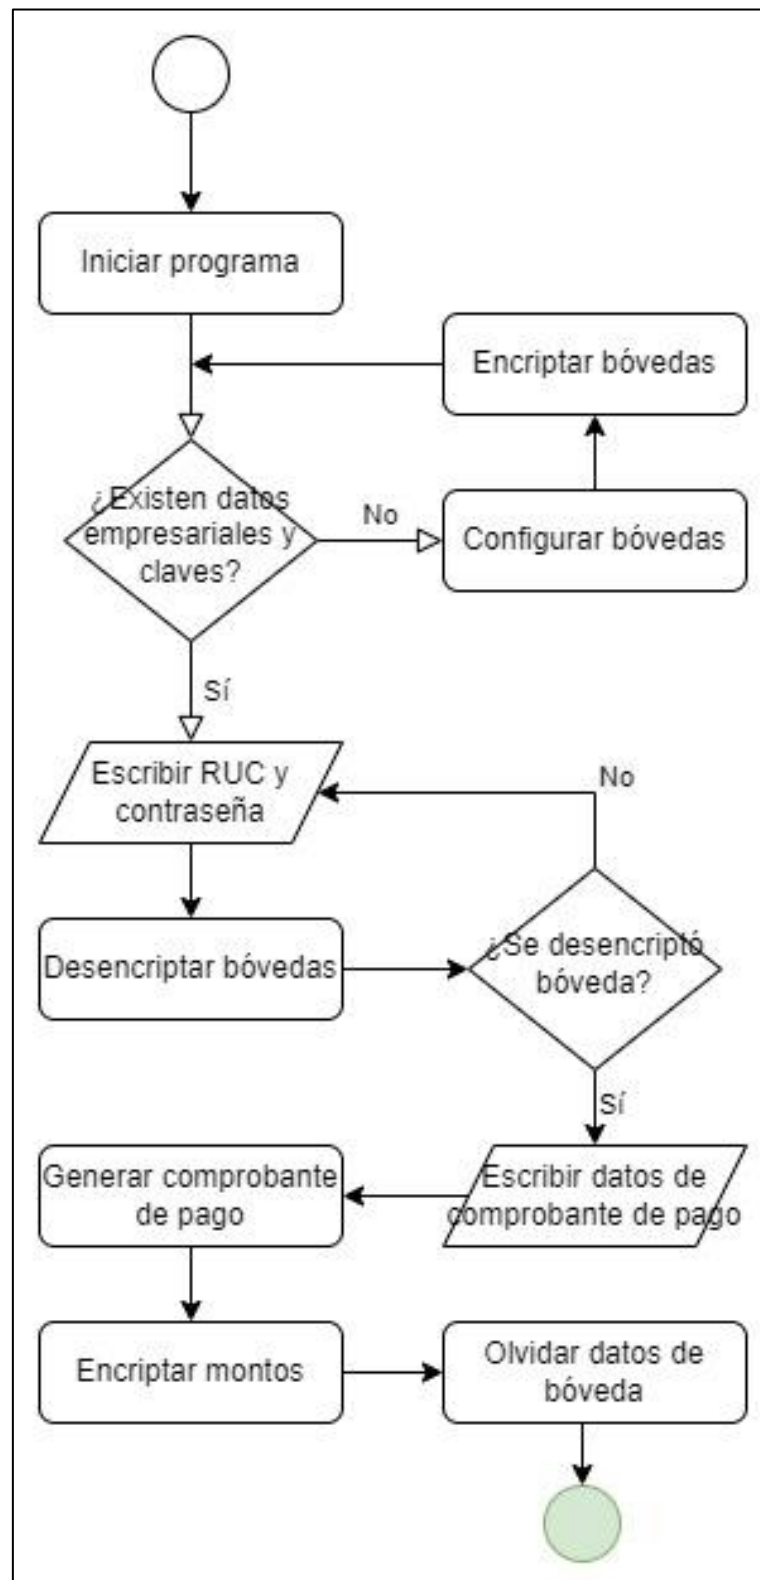 Iniciar programa
Encriptar bóvedas
¿Existen datos
empresariales y
claves?
No
Configurar bóvedas
Sí
Escribir RUC y
contraseña
No
Desencriptar bóvedas
¿Se desencriptó
bóveda?
Sí
Escribir datos de
comprobante de pago
Generar comprobante
de pago
Encriptar montos
Olvidar datos de
bóveda